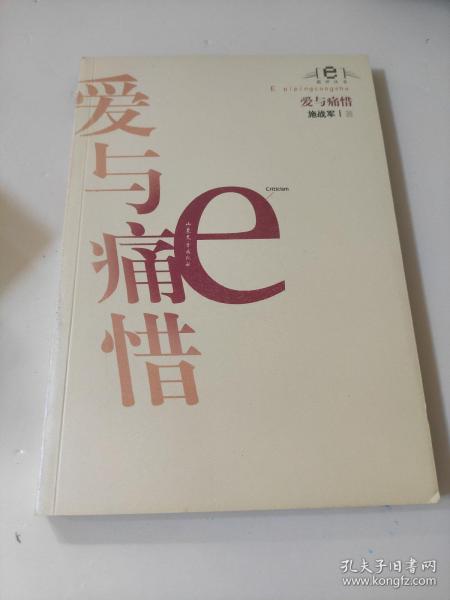 爱与痛惜
e
Criticism
山东文艺出版社
e
E pipingcongshu
爱与痛惜
施战军 | 著
孔夫子旧书网
www.kongfz.com